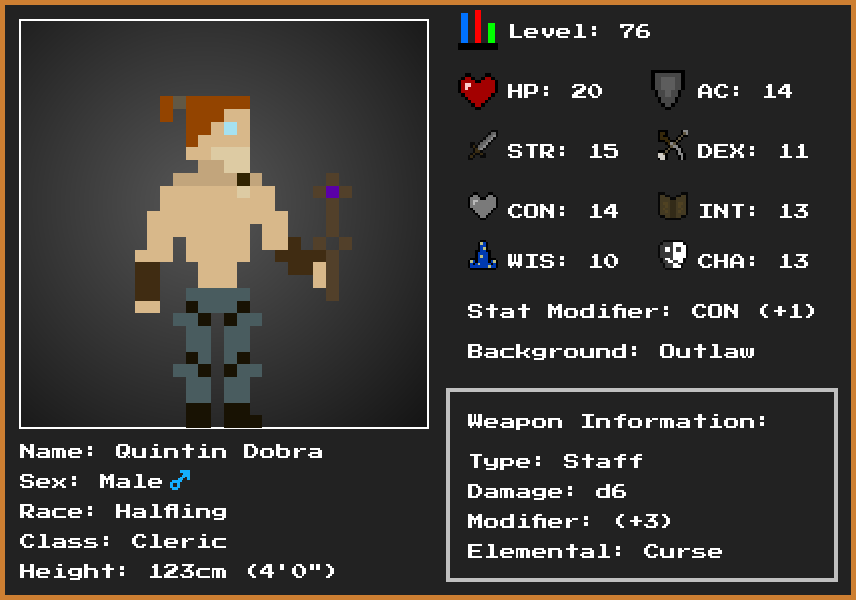 Level: 76
HP: 20 AC: 14
STR: 15 DEX: 11
CON: 14 INT: 13
WIS: 10 CHA: 13
Stat Modifier: CON (+1)
Background: Outlaw
Weapon Information:
Type: Staff
Damage: d6
Modifier: (+3)
Elemental: Curse
Name: Quintin Dobra
Sex: Male♂
Race: Halfling
Class: Cleric
Height: 123cm (4'0")